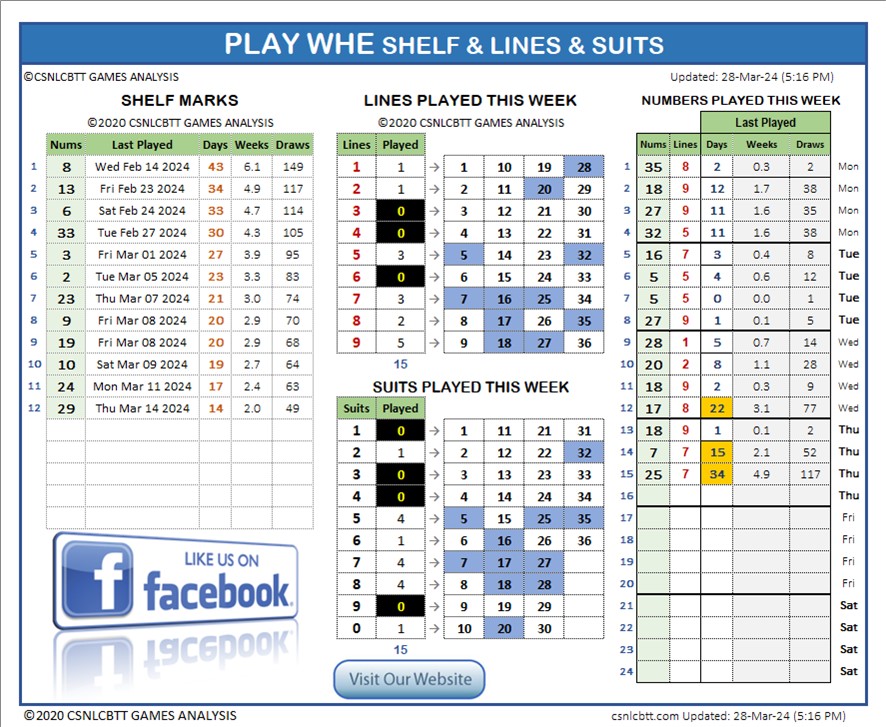 PLAY WHE SHELF & LINES & SUITS
©CSNLCBTT GAMES ANALYSIS
Updated: 28-Mar-24 (5:16 PM)
SHELF MARKS
©2020 CSNLCBTT GAMES ANALYSIS
Nums Last Played Days Weeks Draws
1 8 Wed Feb 14 2024 43 6.1 149
2 13 Fri Feb 23 2024 34 4.9 117
3 6 Sat Feb 24 2024 33 4.7 114
4 33 Tue Feb 27 2024 30 4.3 105
5 3 Fri Mar 01 2024 27 3.9 95
6 2 Tue Mar 05 2024 23 3.3 83
7 23 Thu Mar 07 2024 21 3.0 74
8 9 Fri Mar 08 2024 20 2.9 70
9 19 Fri Mar 08 2024 20 2.9 68
10 10 Sat Mar 09 2024 19 2.7 64
11 24 Mon Mar 11 2024 17 2.4 63
12 29 Thu Mar 14 2024 14 2.0 49
LIKE US ON
facebook
LINES PLAYED THIS WEEK
©2020 CSNLCBTT GAMES ANALYSIS
Lines Played
1 1 → 1 10 19 28
2 1 → 2 11 20 29
3 0 → 3 12 21 30
4 0 → 4 13 22 31
5 3 → 5 14 23 32
6 0 → 6 15 24 33
7 3 → 7 16 25 34
8 2 → 8 17 26 35
9 5 → 9 18 27 36
15
SUITS PLAYED THIS WEEK
Suits Played
1 0 → 1 11 21 31
2 1 → 2 12 22 32
3 0 → 3 13 23 33
4 0 → 4 14 24 34
5 4 → 5 15 25 35
6 1 → 6 16 26 36
7 4 → 7 17 27
8 4 → 8 18 28
9 0 → 9 19 29
0 1 → 10 20 30
15
Visit Our Website
NUMBERS PLAYED THIS WEEK
Last Played
Nums Lines Days Weeks Draws
1 35 8 2 0.3 2 Mon
2 18 9 12 1.7 38 Mon
3 27 9 11 1.6 35 Mon
4 32 5 11 1.6 38 Mon
5 16 7 3 0.4 8 Tue
6 5 5 4 0.6 12 Tue
7 5 5 0 0.0 1 Tue
8 27 9 1 0.1 5 Tue
9 28 1 5 0.7 14 Wed
10 20 2 8 1.1 28 Wed
11 18 9 2 0.3 9 Wed
12 17 8 22 3.1 77 Wed
13 18 9 1 0.1 2 Thu
14 7 7 15 2.1 52 Thu
15 25 7 34 4.9 117 Thu
16 Thu
17 Fri
18 Fri
19 Fri
20 Fri
21 Sat
22 Sat
23 Sat
24 Sat
©2020 CSNLCBTT GAMES ANALYSIS
csnlcbtt.com Updated: 28-Mar-24 (5:16 PM)